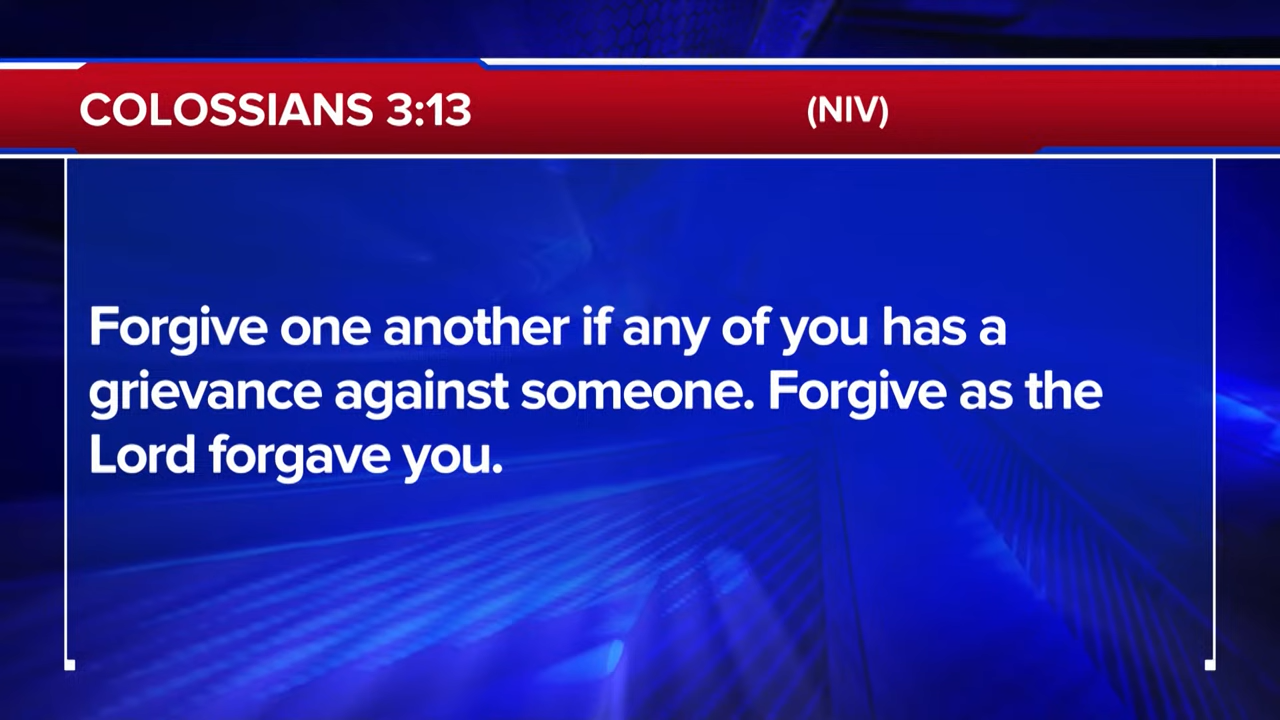 COLOSSIANS 3:13 (NIV)
Forgive one another if any of you has a
grievance against someone. Forgive as the
Lord forgave you.